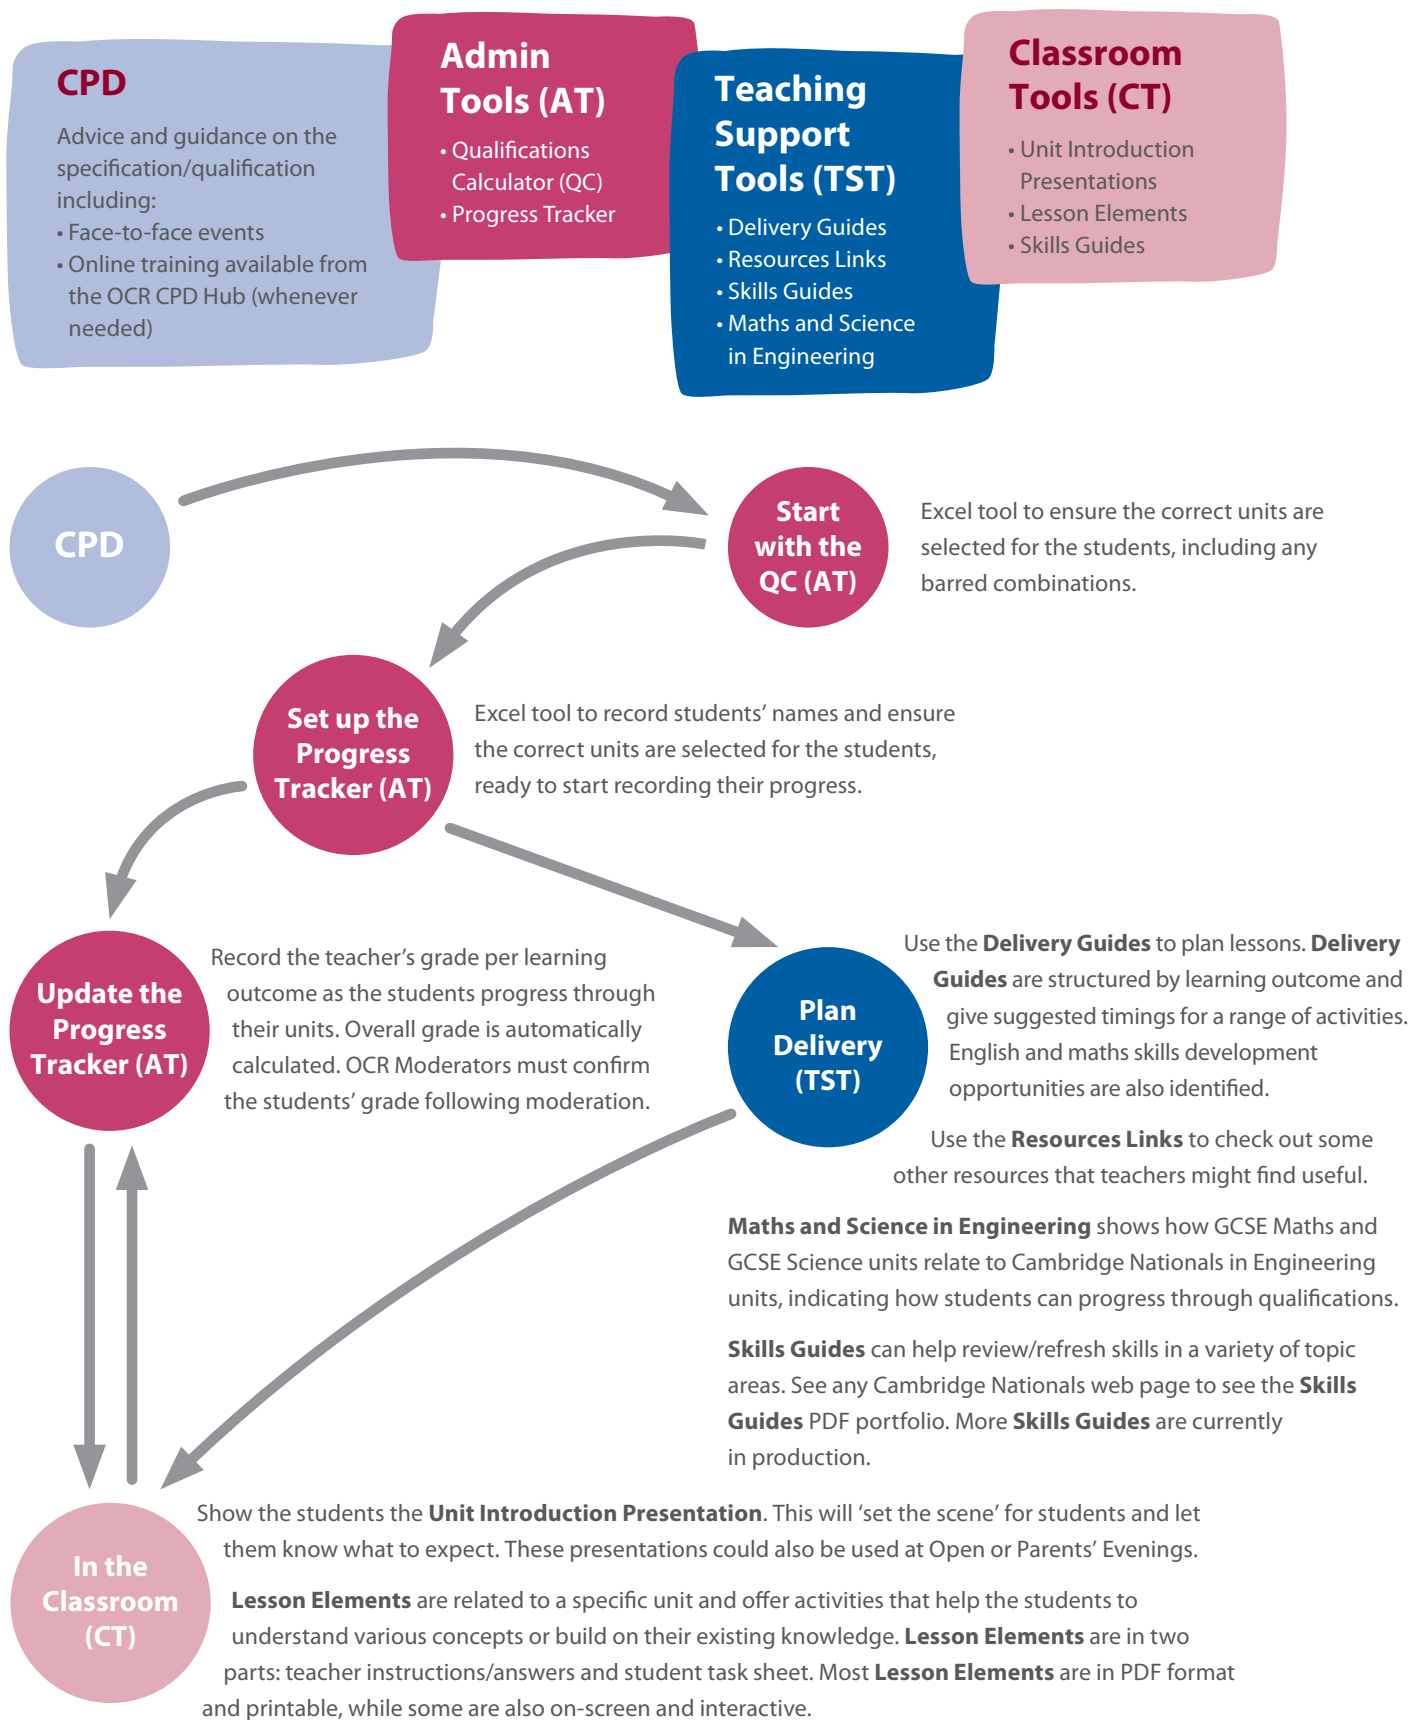 CPD
Advice and guidance on the
specification/qualification
including:
• Face-to-face events
• Online training available from
the OCR CPD Hub (whenever
needed)
Admin
Tools (AT)
• Qualifications
Calculator (QC)
• Progress Tracker
Teaching
Support
Tools (TST)
• Delivery Guides
• Resources Links
• Skills Guides
• Maths and Science
in Engineering
Classroom
Tools (CT)
• Unit Introduction
Presentations
• Lesson Elements
• Skills Guides
CPD
Start
with the
QC (AT)
Excel tool to ensure the correct units are
selected for the students, including any
barred combinations.
Set up the
Progress
Tracker (AT)
Excel tool to record students’ names and ensure
the correct units are selected for the students,
ready to start recording their progress.
Update the
Progress
Tracker (AT)
Record the teacher’s grade per learning
outcome as the students progress through
their units. Overall grade is automatically
calculated. OCR Moderators must confirm
the students’ grade following moderation.
Plan
Delivery
(TST)
Use the Delivery Guides to plan lessons. Delivery
Guides are structured by learning outcome and
give suggested timings for a range of activities.
English and maths skills development
opportunities are also identified.
Use the Resources Links to check out some
other resources that teachers might find useful.
Maths and Science in Engineering shows how GCSE Maths and
GCSE Science units relate to Cambridge Nationals in Engineering
units, indicating how students can progress through qualifications.
Skills Guides can help review/refresh skills in a variety of topic
areas. See any Cambridge Nationals web page to see the Skills
Guides PDF portfolio. More Skills Guides are currently
in production.
In the
Classroom
(CT)
Show the students the Unit Introduction Presentation. This will ‘set the scene’ for students and let
them know what to expect. These presentations could also be used at Open or Parents’ Evenings.
Lesson Elements are related to a specific unit and offer activities that help the students to
understand various concepts or build on their existing knowledge. Lesson Elements are in two
parts: teacher instructions/answers and student task sheet. Most Lesson Elements are in PDF format
and printable, while some are also on-screen and interactive.